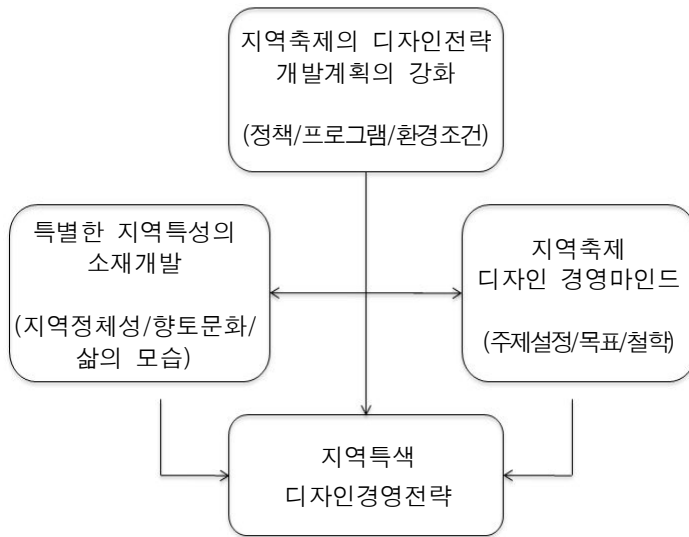 지역축제의 디자인전략
개발계획의 강화
(정책/프로그램/환경조건)
특별한 지역특성의
소재개발
(지역정체성/향토문화/
삶의 모습)
지역축제
디자인 경영마인드
(주제설정/목표/철학)
지역특색
디자인경영전략